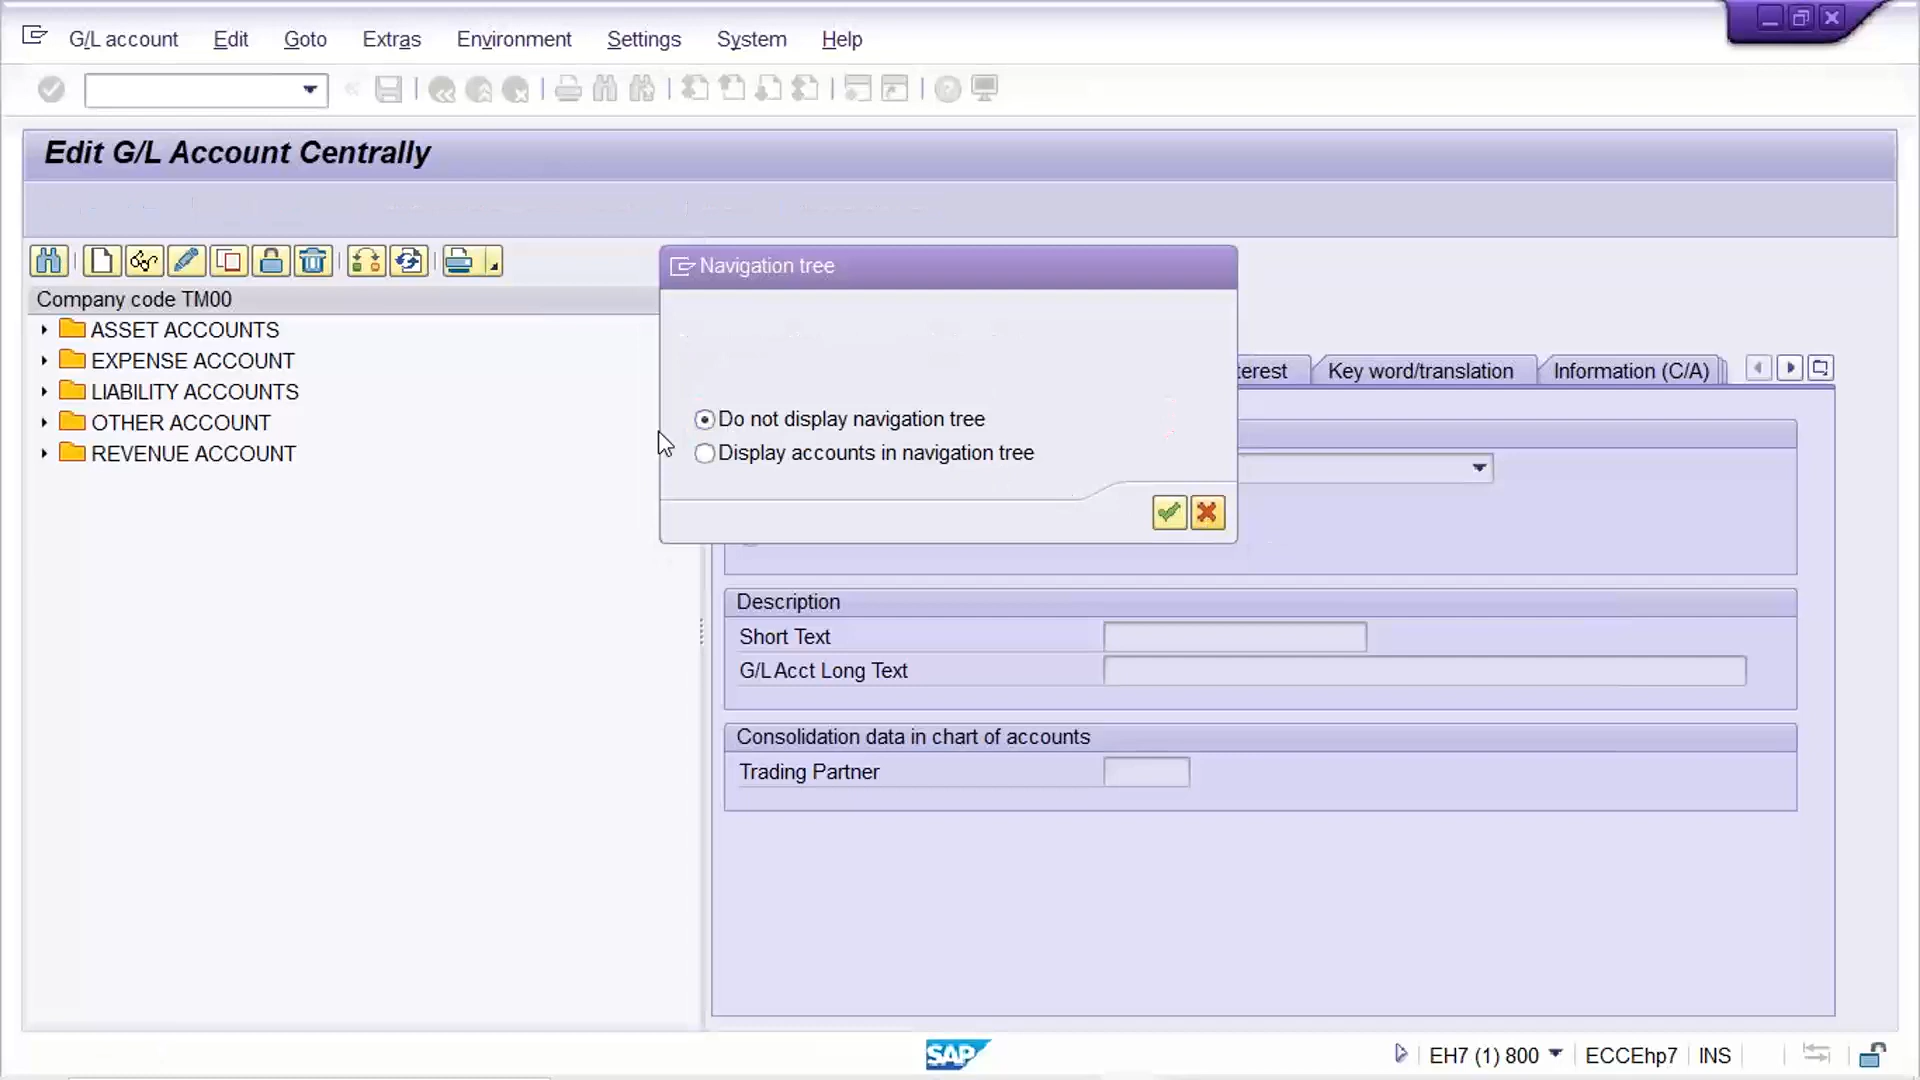 G/L account Edit Goto Extras Environment Settings System Help
Edit G/L Account Centrally
Navigation tree
Company code TM00
ASSET ACCOUNTS
EXPENSE ACCOUNT
LIABILITY ACCOUNTS
OTHER ACCOUNT
REVENUE ACCOUNT
Do not display navigation tree
Display accounts in navigation tree
erest Key word/translation Information (C/A)
Description
Short Text
G/L Acct Long Text
Consolidation data in chart of accounts
Trading Partner
SAP
EH7 (1) 800 ECCEhp7 INS